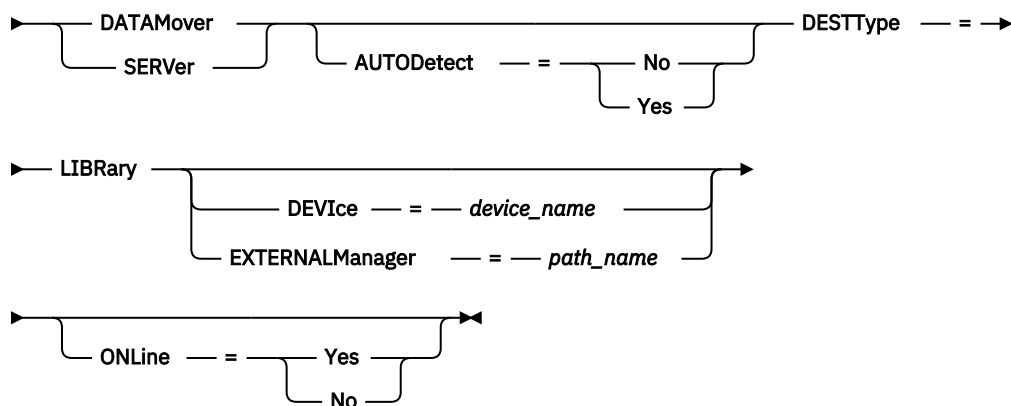 DATAMover DESTType =
SERVer AUTODetect = No
Yes
LIBRary
DEVIce = device_name
EXTERNALManager = path_name
ONLine = Yes
No